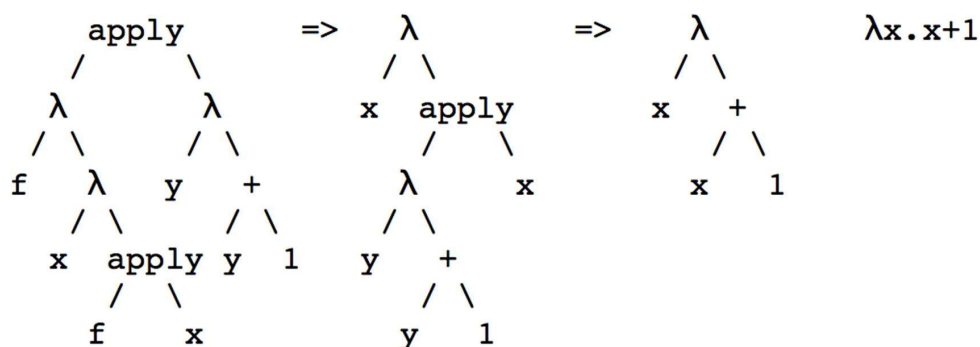 apply => λ => λ λx.x+1
/ \ / \ / \
λ λ x apply x +
/ \ / \ / \ / \
f λ y + λ x x 1
/ \ / \ / \
x apply y 1 y +
/ \ / \
f x y 1